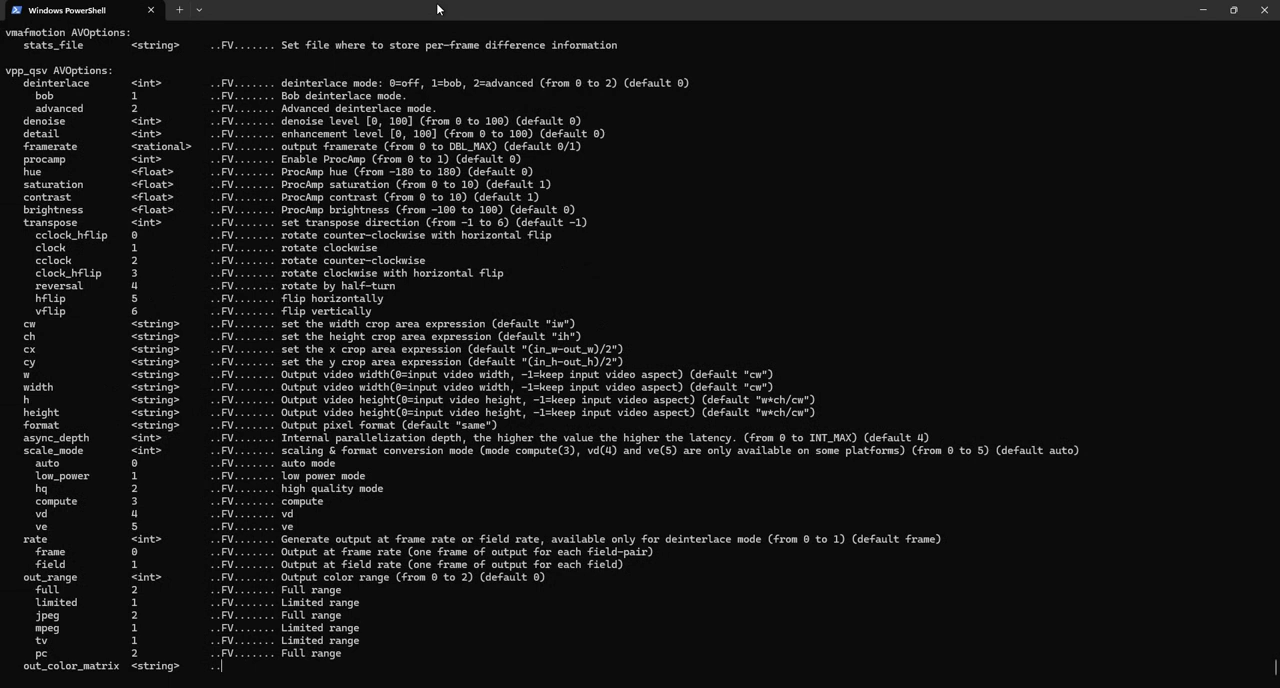 Windows PowerShell
vmafmotion AVOptions:
stats_file <string> ..FV....... Set file where to store per-frame difference information
vpp_qsv AVOptions:
deinterlace <int> ..FV....... deinterlace mode: 0=off, 1=bob, 2=advanced (from 0 to 2) (default 0)
bob 1 ..FV....... Bob deinterlace mode.
advanced 2 ..FV....... Advanced deinterlace mode.
denoise <int> ..FV....... denoise level [0, 100] (from 0 to 100) (default 0)
detail <int> ..FV....... enhancement level [0, 100] (from 0 to 100) (default 0)
framerate <rational> ..FV....... output framerate (from 0 to DBL_MAX) (default 0/1)
procamp <int> ..FV....... Enable ProcAmp (from 0 to 1) (default 0)
hue <float> ..FV....... ProcAmp hue (from -180 to 180) (default 0)
saturation <float> ..FV....... ProcAmp saturation (from 0 to 10) (default 1)
contrast <float> ..FV....... ProcAmp contrast (from 0 to 10) (default 1)
brightness <float> ..FV....... ProcAmp brightness (from -100 to 100) (default 0)
transpose <int> ..FV....... set transpose direction (from -1 to 6) (default -1)
cclock_hflip 0 ..FV....... rotate counter-clockwise with horizontal flip
clock 1 ..FV....... rotate clockwise
cclock 2 ..FV....... rotate counter-clockwise
clock_hflip 3 ..FV....... rotate clockwise with horizontal flip
reversal 4 ..FV....... rotate by half-turn
hflip 5 ..FV....... flip horizontally
vflip 6 ..FV....... flip vertically
cw <string> ..FV....... set the width crop area expression (default "iw")
ch <string> ..FV....... set the height crop area expression (default "ih")
cx <string> ..FV....... set the x crop area expression (default "(in_w-out_w)/2")
cy <string> ..FV....... set the y crop area expression (default "(in_h-out_h)/2")
w <string> ..FV....... Output video width(0=input video width, -1=keep input video aspect) (default "cw")
width <string> ..FV....... Output video width(0=input video width, -1=keep input video aspect) (default "cw")
h <string> ..FV....... Output video height(0=input video height, -1=keep input video aspect) (default "w*ch/cw")
height <string> ..FV....... Output video height(0=input video height, -1=keep input video aspect) (default "w*ch/cw")
format <string> ..FV....... Output pixel format (default "same")
async_depth <int> ..FV....... Internal parallelization depth, the higher the value the higher the latency. (from 0 to INT_MAX) (default 4)
scale_mode <int> ..FV....... scaling & format conversion mode (mode compute(3), vd(4) and ve(5) are only available on some platforms) (from 0 to 5) (default auto)
auto 0 ..FV....... auto mode
low_power 1 ..FV....... low power mode
hq 2 ..FV....... high quality mode
compute 3 ..FV....... compute
vd 4 ..FV....... vd
ve 5 ..FV....... ve
rate <int> ..FV....... Generate output at frame rate or field rate, available only for deinterlace mode (from 0 to 1) (default frame)
frame 0 ..FV....... Output at frame rate (one frame of output for each field-pair)
field 1 ..FV....... Output at field rate (one frame of output for each field)
out_range <int> ..FV....... Output color range (from 0 to 2) (default 0)
full 2 ..FV....... Full range
limited 1 ..FV....... Limited range
jpeg 2 ..FV....... Full range
mpeg 1 ..FV....... Limited range
tv 1 ..FV....... Limited range
pc 2 ..FV....... Full range
out_color_matrix <string> ..